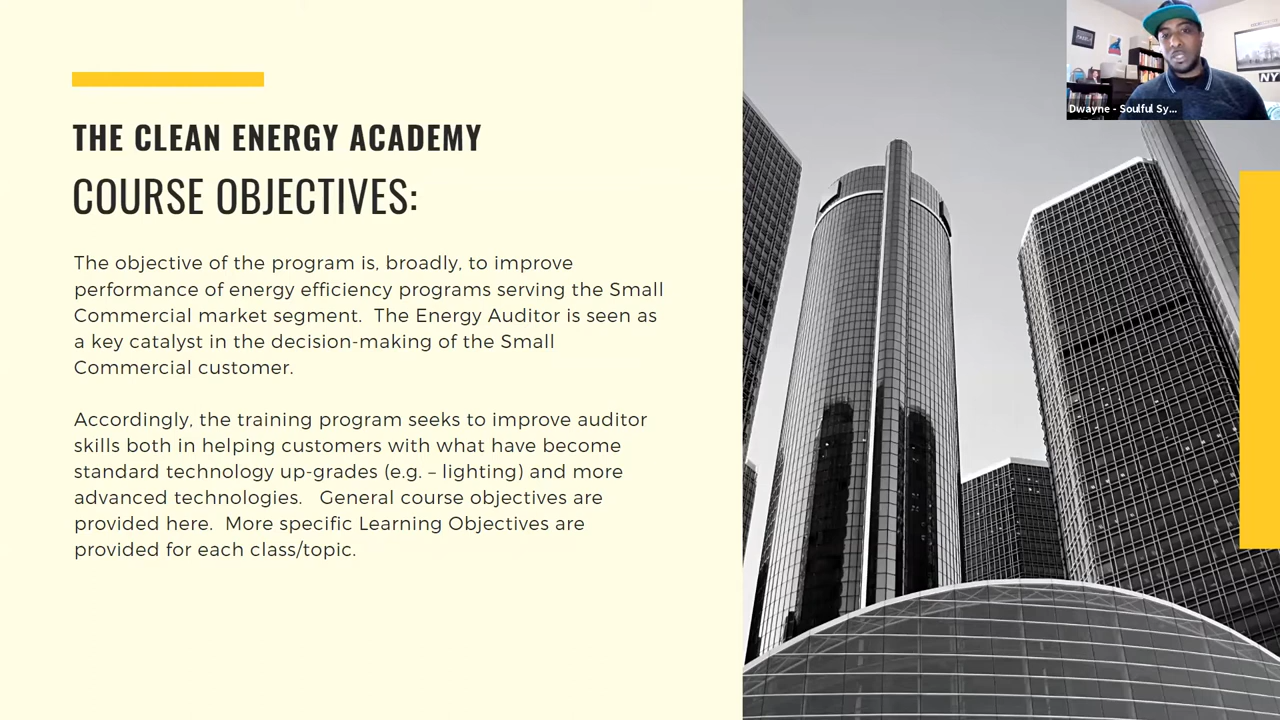 THE CLEAN ENERGY ACADEMY
COURSE OBJECTIVES:
The objective of the program is, broadly, to improve
performance of energy efficiency programs serving the Small
Commercial market segment.  The Energy Auditor is seen as
a key catalyst in the decision-making of the Small
Commercial customer.
Accordingly, the training program seeks to improve auditor
skills both in helping customers with what have become
standard technology up-grades (e.g. – lighting) and more
advanced technologies.   General course objectives are
provided here.  More specific Learning Objectives are
provided for each class/topic.
Dwayne - Soulful Sy...
NY